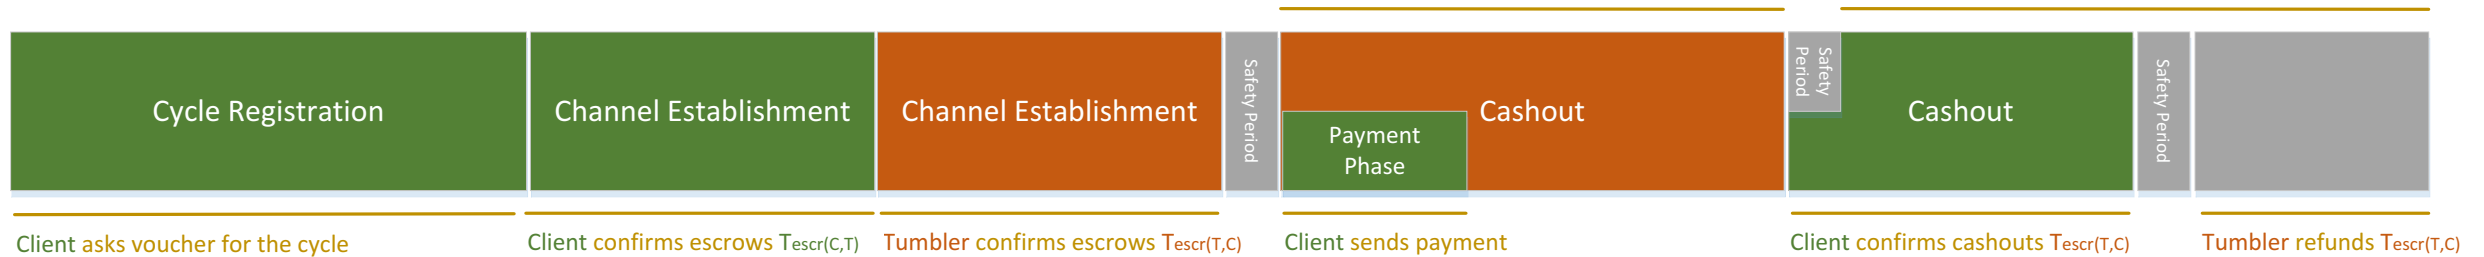 Cycle Registration
Channel Establishment
Channel Establishment
Safety Period
Cashout
Payment
Phase
Safety
Period
Cashout
Safety Period
Client asks voucher for the cycle
Client confirms escrows Tescr(C,T)
Tumbler confirms escrows Tescr(T,C)
Client sends payment
Client confirms cashouts Tescr(T,C)
Tumbler refunds Tescr(T,C)